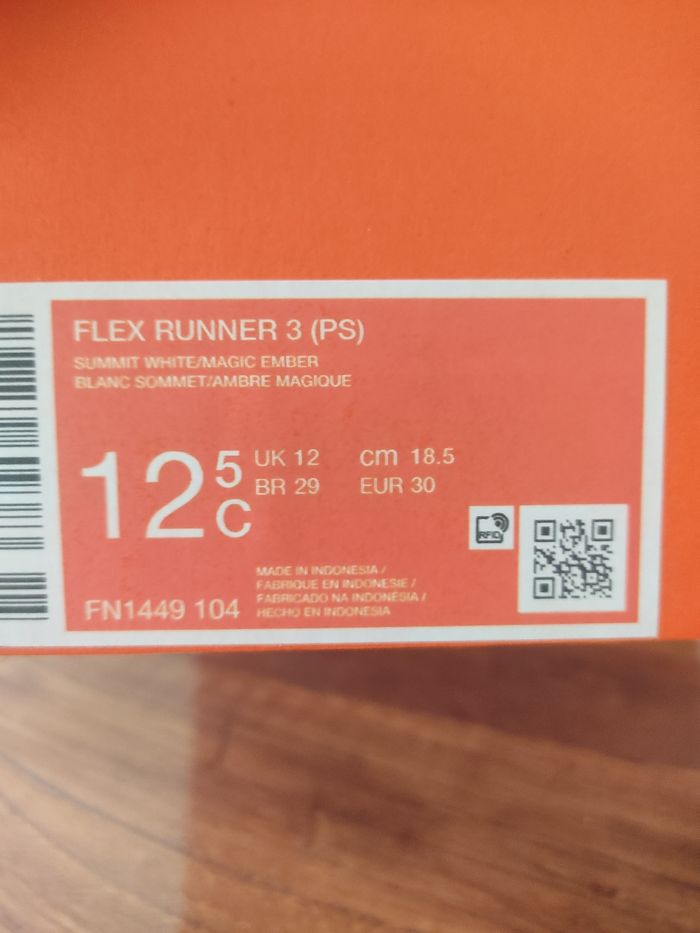 FLEX RUNNER 3 (PS)
SUMMIT WHITE/MAGIC EMBER
BLANC SOMMET/AMBRE MAGIQUE
12 5 C
UK 12 cm 18.5
BR 29 EUR 30
RFID
MADE IN INDONESIA /
FABRIQUE EN INDONESIE /
FABRICADO NA INDONÉSIA /
HECHO EN INDONESIA
FN1449 104